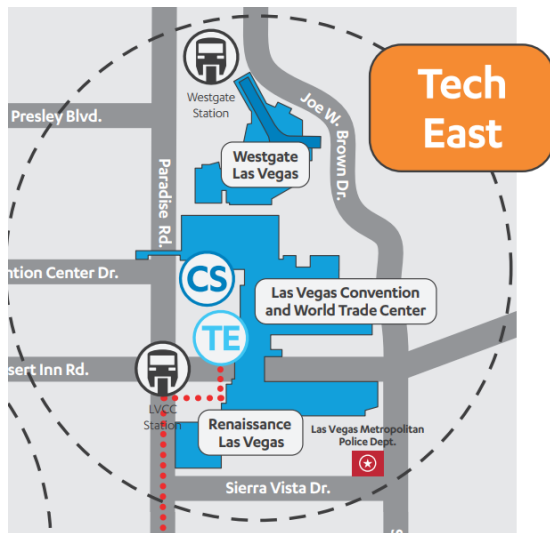 Tech
East
Westgate
Station
Presley Blvd.
Joe W. Brown Dr.
Paradise Rd.
Westgate
Las Vegas
ntion Center Dr.
CS
Las Vegas Convention
and World Trade Center
TE
sert Inn Rd.
LVCC
Station
Renaissance
Las Vegas
Las Vegas Metropolitan
Police Dept.
Sierra Vista Dr.